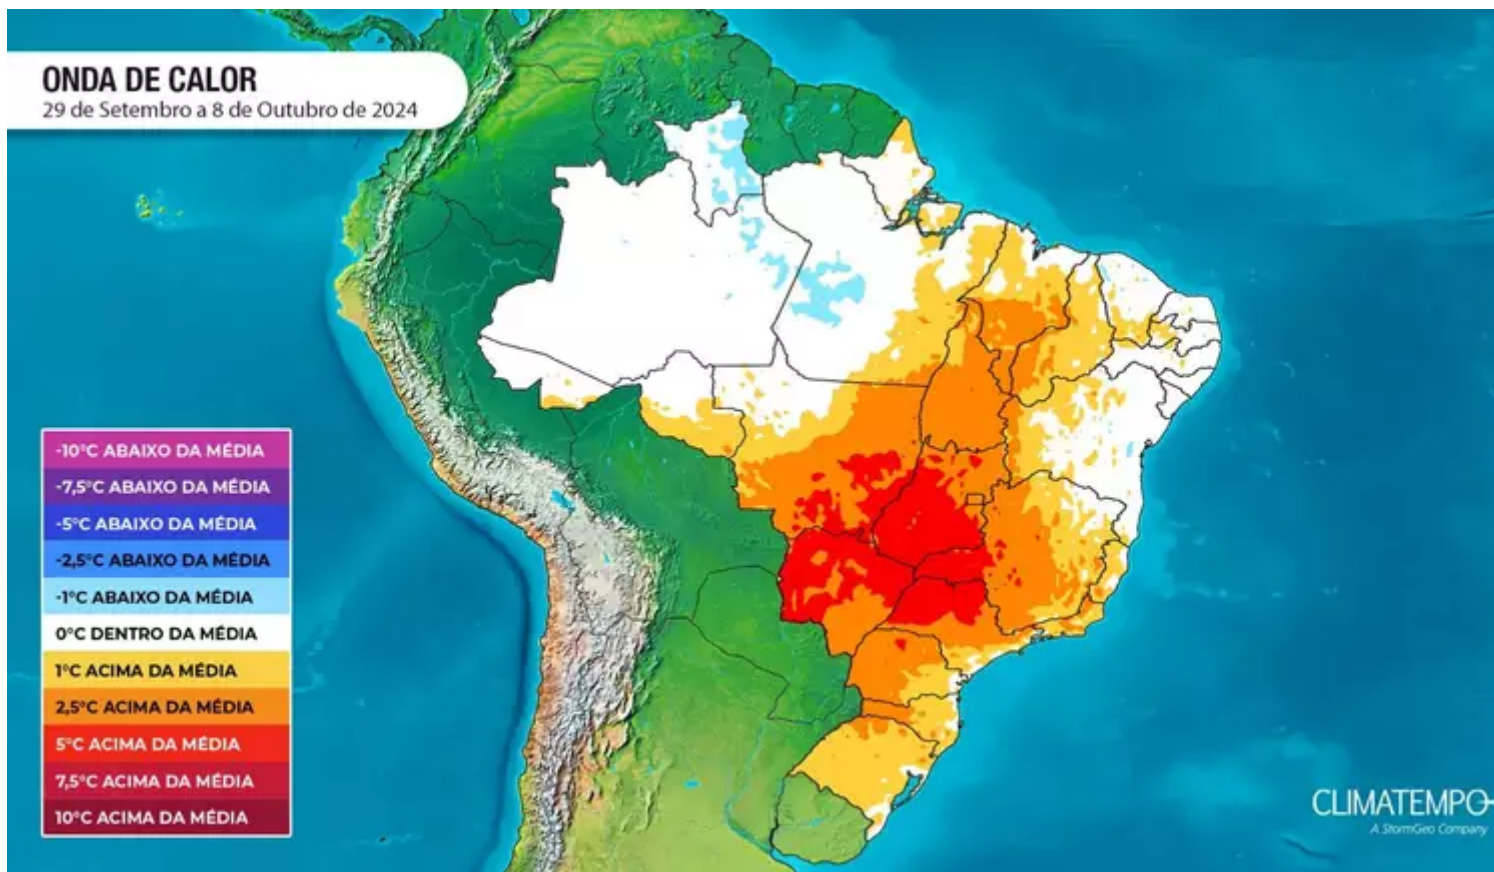 ONDA DE CALOR
29 de Setembro a 8 de Outubro de 2024
-10°C ABAIXO DA MÉDIA
-7,5°C ABAIXO DA MÉDIA
-5°C ABAIXO DA MÉDIA
-2,5°C ABAIXO DA MÉDIA
-1°C ABAIXO DA MÉDIA
0°C DENTRO DA MÉDIA
1°C ACIMA DA MÉDIA
2,5°C ACIMA DA MÉDIA
5°C ACIMA DA MÉDIA
7,5°C ACIMA DA MÉDIA
10°C ACIMA DA MÉDIA
CLIMATEMPO
A StormGeo Company